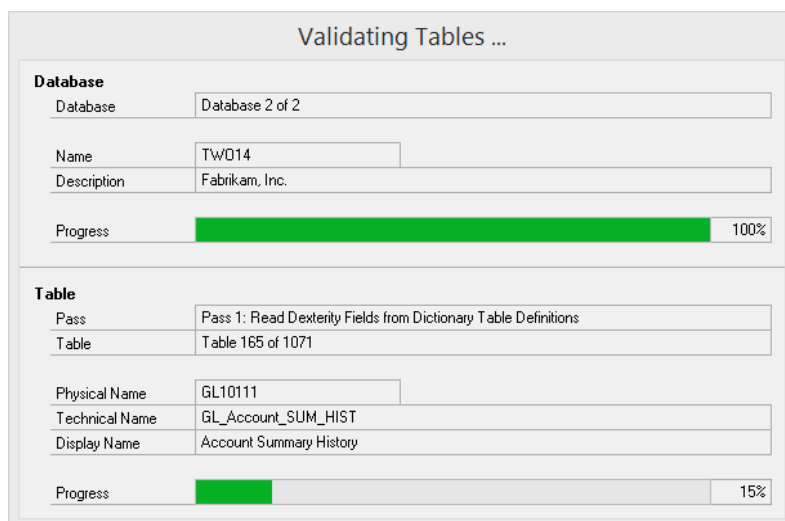 Validating Tables ...
Database
Database Database 2 of 2
Name TWO14
Description Fabrikam, Inc.
Progress 100%
Table
Pass Pass 1: Read Dexterity Fields from Dictionary Table Definitions
Table Table 165 of 1071
Physical Name GL10111
Technical Name GL_Account_SUM_HIST
Display Name Account Summary History
Progress 15%